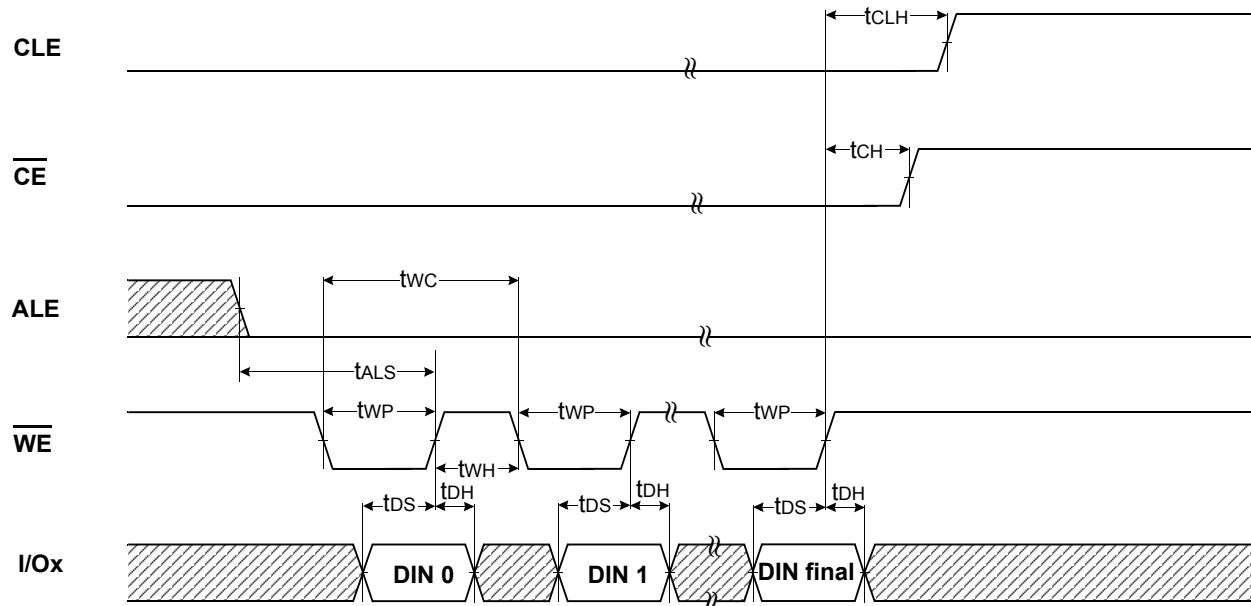 tCLH
CLE
tCH
CE
tWC
ALE
tALS
tWP tWP tWP
WE
tWH
tDS tDH tDS tDH tDS tDH
I/Ox DIN 0 DIN 1 DIN final